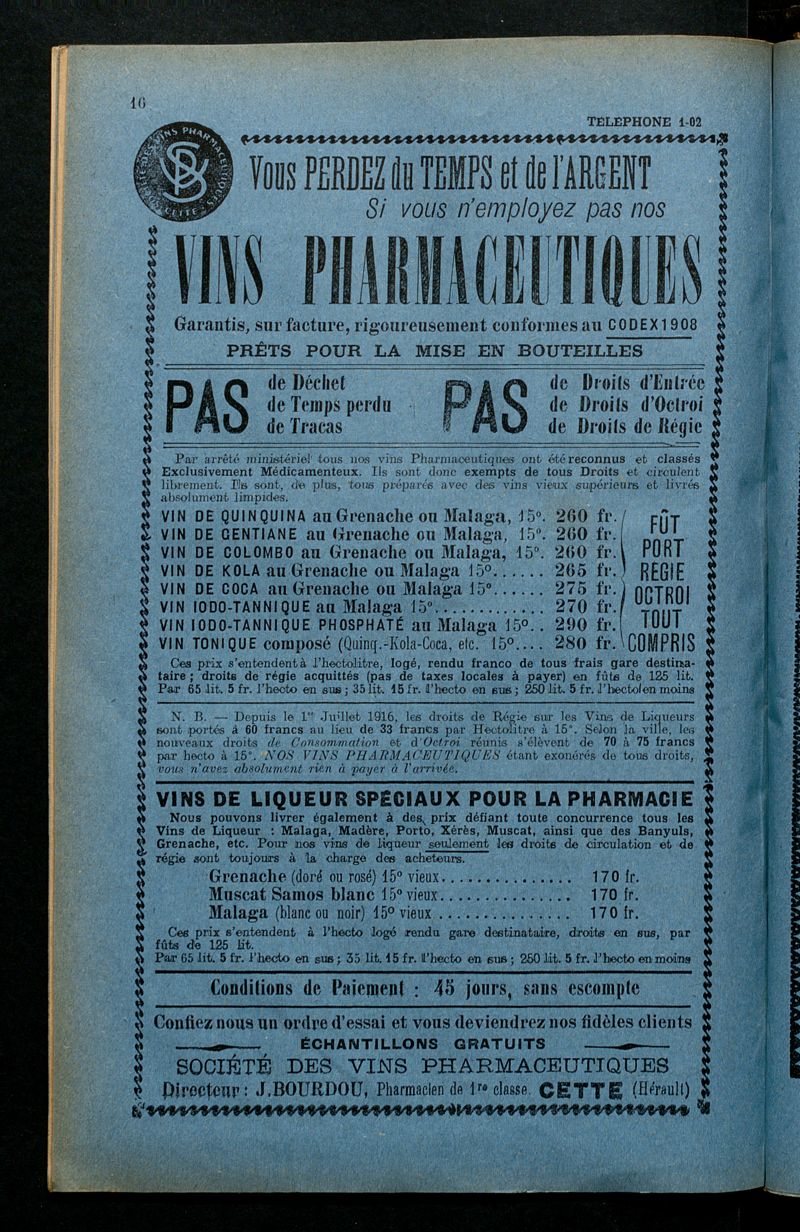 16
TÉLÉPHONE 1-02
VINS PHARMACEUTIQUES
CETTE
Vous PERDEZ du TEMPS et de l'ARGENT
Si vous n'employez pas nos
VINS PHARMACEUTIQUES
Garantis, sur facture, rigoureusement conformes au CODEX 1908
PRÊTS POUR LA MISE EN BOUTEILLES
PAS de Déchet
de Temps perdu
de Tracas
PAS de Droits d'Entrée
de Droits d'Octroi
de Droits de Régie
Par arrêté ministériel tous nos vins Pharmaceutiques ont été reconnus et classés
Exclusivement Médicamenteux. Ils sont donc exempts de tous Droits et circulent
librement. Ils sont, de plus, tous préparés avec des vins vieux supérieurs et livrés
absolument limpides.
VIN DE QUINQUINA au Grenache ou Malaga, 15°. 260 fr.
VIN DE GENTIANE au Grenache ou Malaga, 15°. 260 fr.
VIN DE COLOMBO au Grenache ou Malaga, 15°. 260 fr.
VIN DE KOLA au Grenache ou Malaga 15°...... 265 fr.
VIN DE COCA au Grenache ou Malaga 15°...... 275 fr.
VIN IODO-TANNIQUE au Malaga 15°............. 270 fr.
VIN IODO-TANNIQUE PHOSPHATÉ au Malaga 15°.. 290 fr.
VIN TONIQUE composé (Quinq.-Kola-Coca, etc. 15°.... 280 fr.
FÛT
PORT
RÉGIE
OCTROI
TOUT
COMPRIS
Ces prix s'entendent à l'hectolitre, logé, rendu franco de tous frais gare destina-
taire ; droits de régie acquittés (pas de taxes locales à payer) en fûts de 125 lit.
Par 65 lit. 5 fr. l'hecto en sus ; 35 lit. 15 fr. l'hecto en sus ; 250 lit. 5 fr. l'hecto en moins
N. B. — Depuis le 1er Juillet 1916, les droits de Régie sur les Vins de Liqueurs
sont portés à 60 francs au lieu de 33 francs par Hectolitre à 15°. Selon la ville, les
nouveaux droits de Consommation et d'Octroi réunis s'élèvent de 70 à 75 francs
par hecto à 15°. NOS VINS PHARMACEUTIQUES étant exonérés de tous droits,
vous n'avez absolument rien à payer à l'arrivée.
VINS DE LIQUEUR SPÉCIAUX POUR LA PHARMACIE
Nous pouvons livrer également à des prix défiant toute concurrence tous les
Vins de Liqueur : Malaga, Madère, Porto, Xérès, Muscat, ainsi que des Banyuls,
Grenache, etc. Pour nos vins de liqueur seulement les droits de circulation et de
régie sont toujours à la charge des acheteurs.
Grenache (doré ou rosé) 15° vieux................ 170 fr.
Muscat Samos blanc 15° vieux................ 170 fr.
Malaga (blanc ou noir) 15° vieux ................ 170 fr.
Ces prix s'entendent à l'hecto logé rendu gare destinataire, droits en sus, par
fûts de 125 lit.
Par 65 lit. 5 fr. l'hecto en sus ; 35 lit. 15 fr. l'hecto en sus ; 250 lit. 5 fr. l'hecto en moins
Conditions de Paiement : 45 jours, sans escompte
Confiez nous un ordre d'essai et vous deviendrez nos fidèles clients
ÉCHANTILLONS GRATUITS
SOCIÉTÉ DES VINS PHARMACEUTIQUES
Directeur : J. BOURDOU, Pharmacien de 1re classe. CETTE (Hérault)